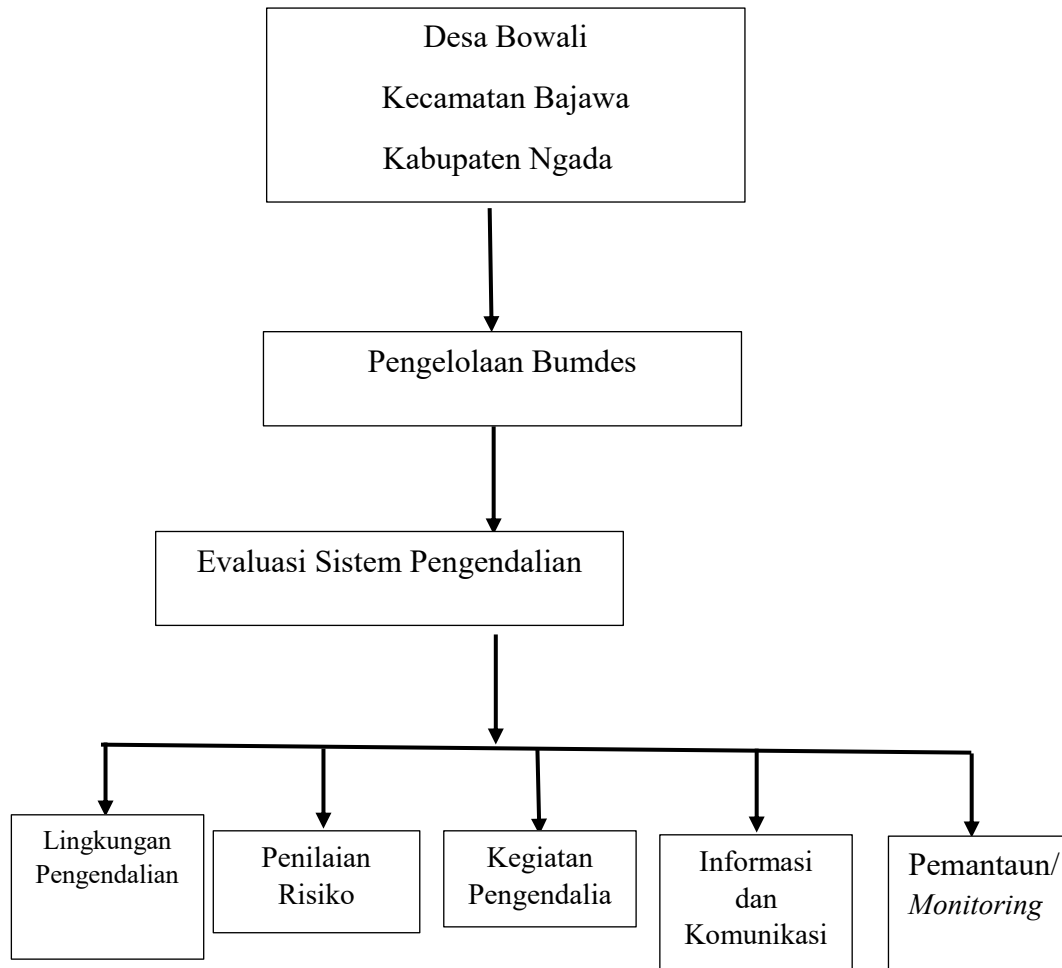 Desa Bowali
Kecamatan Bajawa
Kabupaten Ngada
Pengelolaan Bumdes
Evaluasi Sistem Pengendalian
Lingkungan
Pengendalian
Penilaian
Risiko
Kegiatan
Pengendalia
Informasi
dan
Komunikasi
Pemantaun/
Monitoring